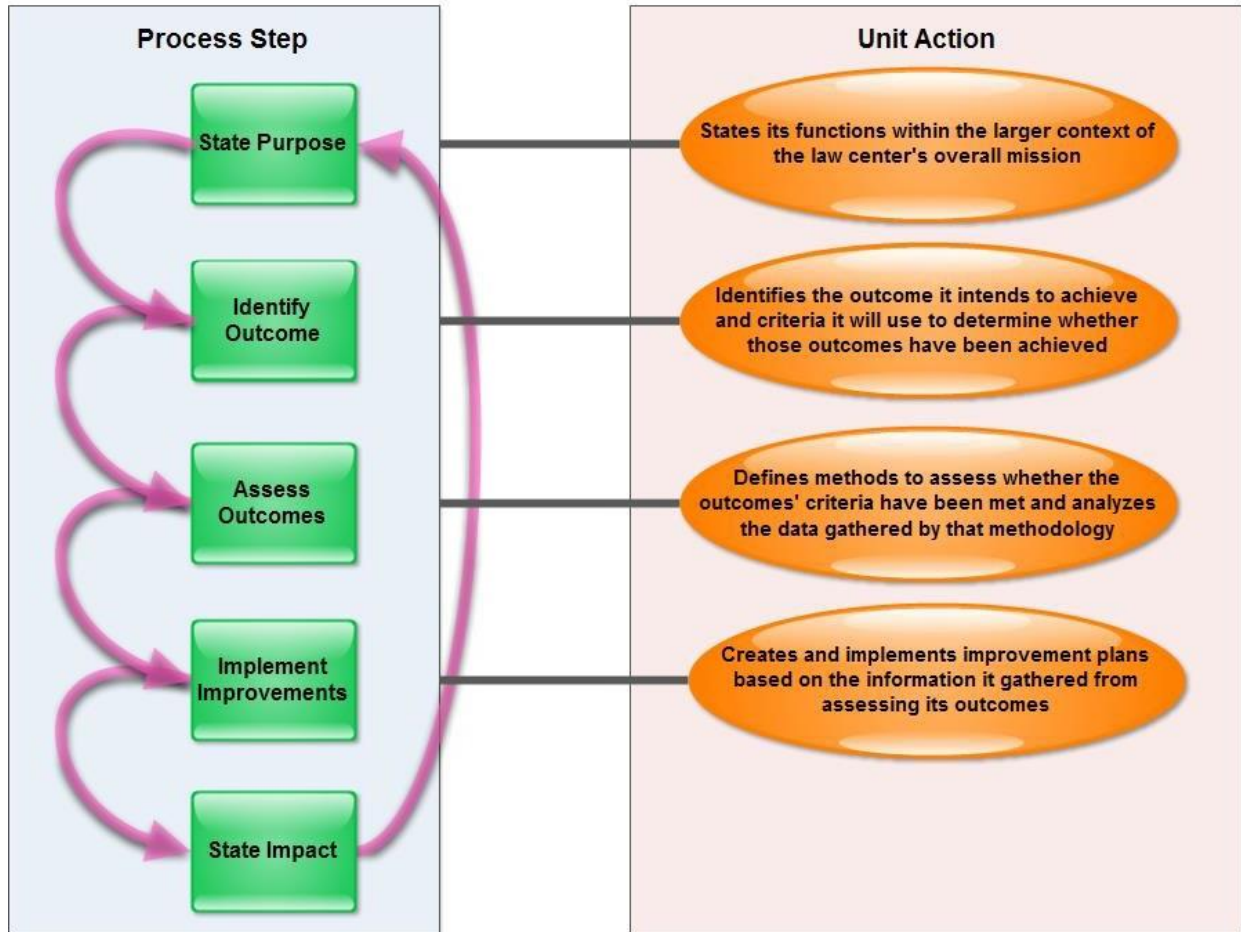 Process Step
Unit Action
State Purpose
States its functions within the larger context of
the law center's overall mission
Identify
Outcome
Identifies the outcome it intends to achieve
and criteria it will use to determine whether
those outcomes have been achieved
Assess
Outcomes
Defines methods to assess whether the
outcomes' criteria have been met and analyzes
the data gathered by that methodology
Implement
Improvements
Creates and implements improvement plans
based on the information it gathered from
assessing its outcomes
State Impact